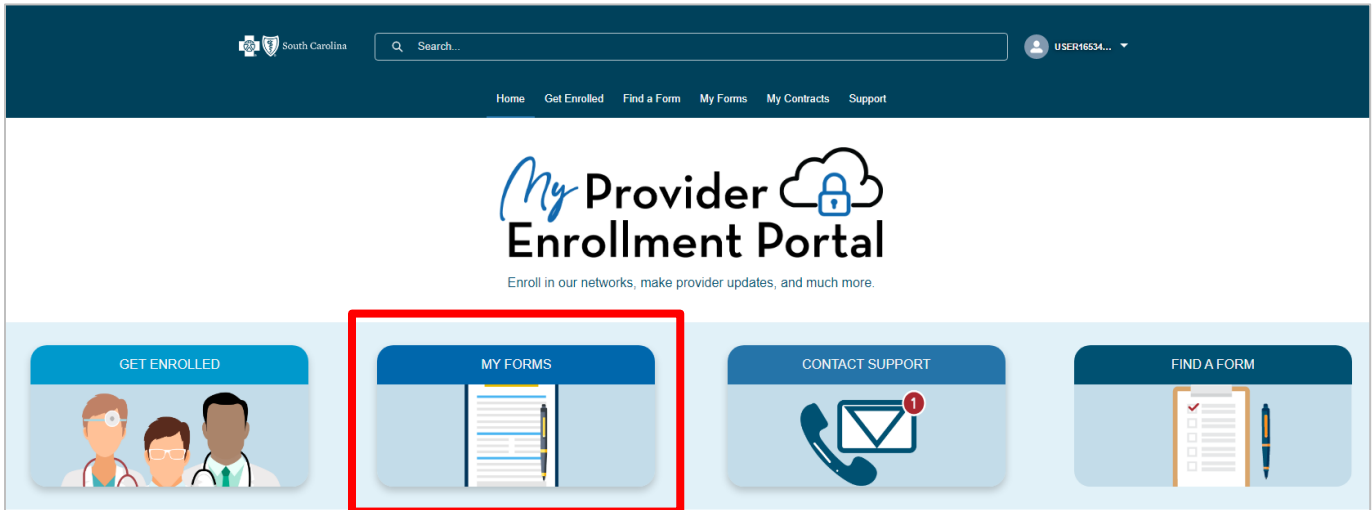 South Carolina
Search...
USER16534...
Home Get Enrolled Find a Form My Forms My Contracts Support
My Provider
Enrollment Portal
Enroll in our networks, make provider updates, and much more.
GET ENROLLED
MY FORMS
CONTACT SUPPORT
FIND A FORM
1